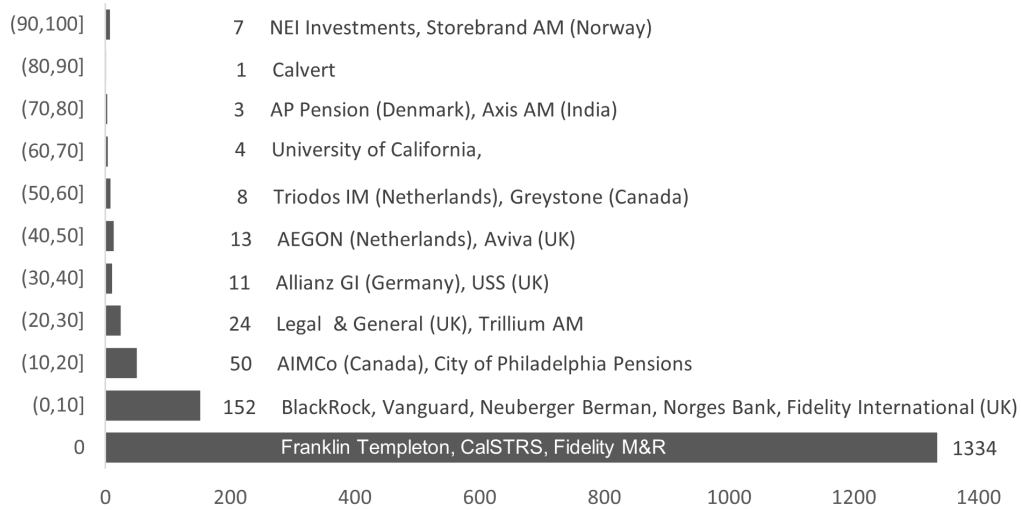 (90,100] 7 NEI Investments, Storebrand AM (Norway)
(80,90] 1 Calvert
(70,80] 3 AP Pension (Denmark), Axis AM (India)
(60,70] 4 University of California,
(50,60] 8 Triodos IM (Netherlands), Greystone (Canada)
(40,50] 13 AEGON (Netherlands), Aviva (UK)
(30,40] 11 Allianz GI (Germany), USS (UK)
(20,30] 24 Legal & General (UK), Trillium AM
(10,20] 50 AIMCo (Canada), City of Philadelphia Pensions
(0,10] 152 BlackRock, Vanguard, Neuberger Berman, Norges Bank, Fidelity International (UK)
0 Franklin Templeton, CalSTRS, Fidelity M&R 1334
0 200 400 600 800 1000 1200 1400